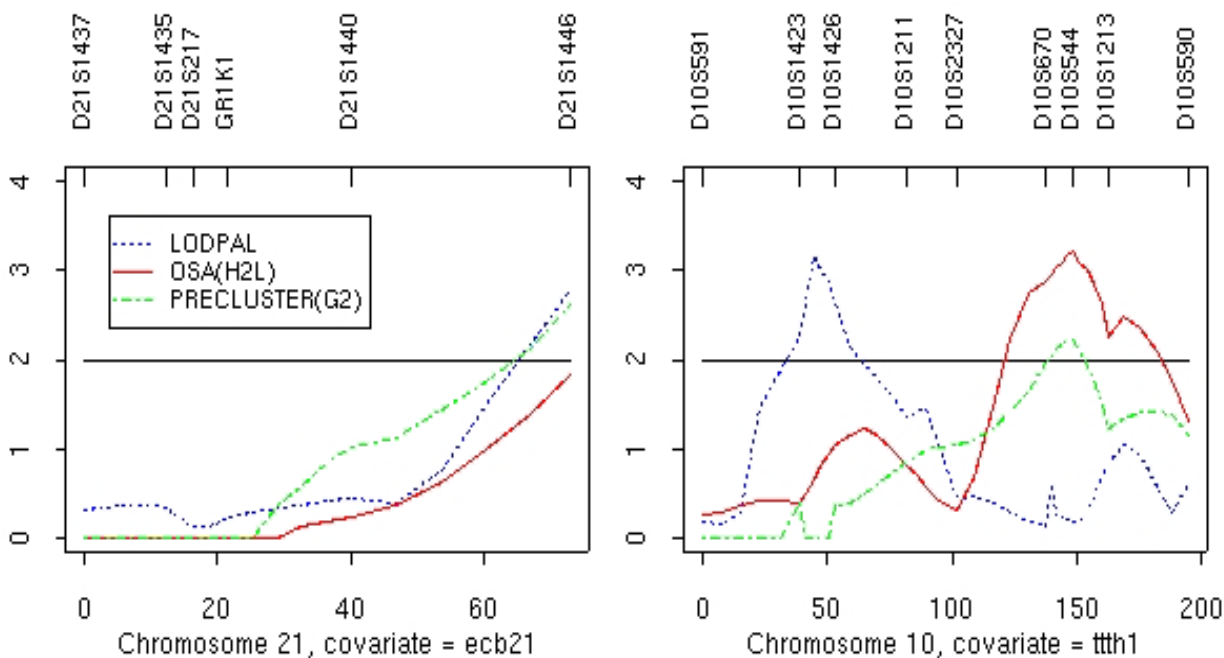 D21S1437
D21S1435
D21S217
GR1K1
D21S1440
D21S1446
D10S591
D10S1423
D10S1426
D10S1211
D10S2327
D10S670
D10S544
D10S1213
D10S590
4
3
2
1
0
LODPAL
OSA(H2L)
PRECLUSTER(G2)
0 20 40 60
Chromosome 21, covariate = ecb21
4
3
2
1
0
0 50 100 150 200
Chromosome 10, covariate = ttth1